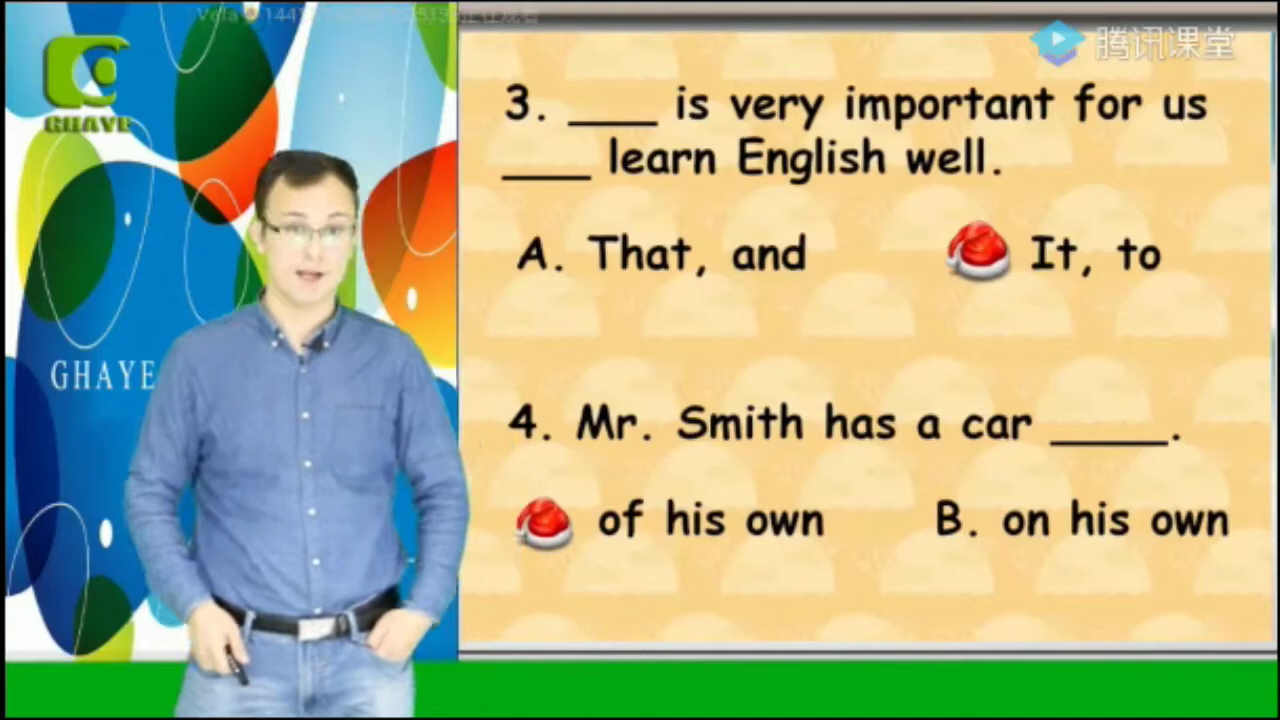 GHAYE
腾讯课堂
3. ___ is very important for us
___ learn English well.
A. That, and
It, to
GHAYE
4. Mr. Smith has a car ____.
of his own
B. on his own